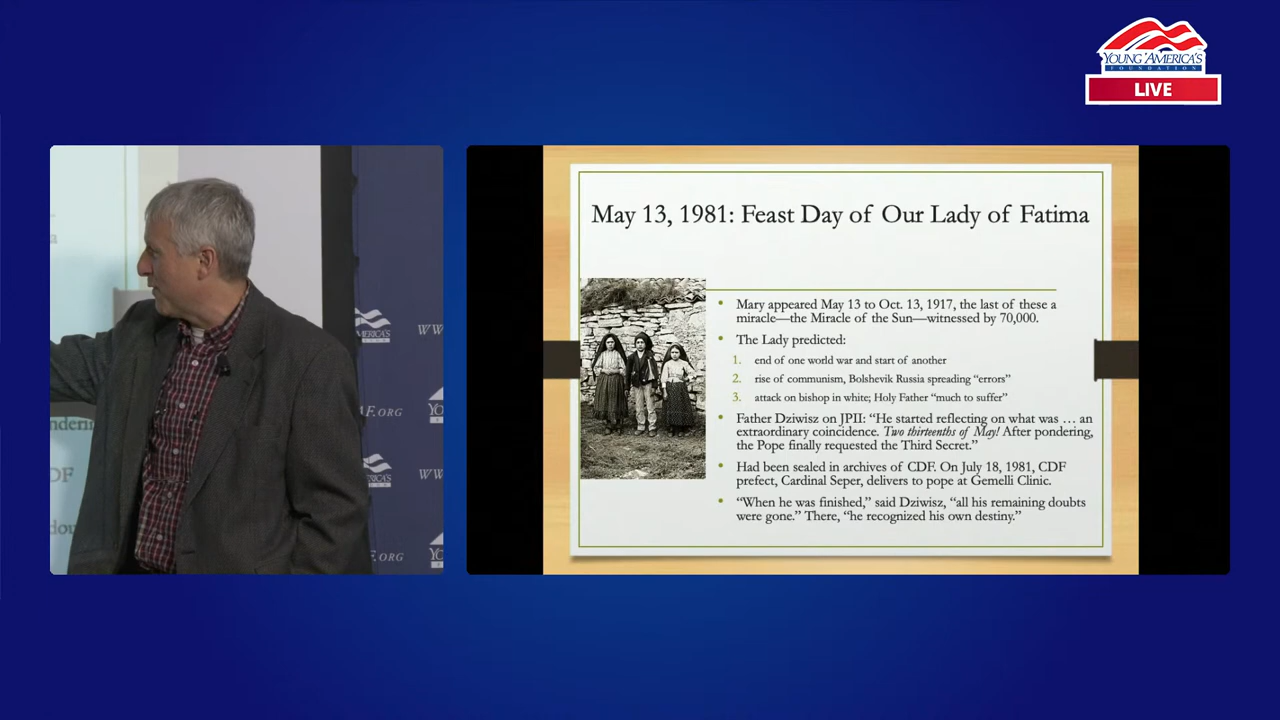 YOUNG AMERICA'S
FOUNDATION
LIVE
May 13, 1981: Feast Day of Our Lady of Fatima
• Mary appeared May 13 to Oct. 13, 1917, the last of these a
miracle—the Miracle of the Sun—witnessed by 70,000.
• The Lady predicted:
1. end of one world war and start of another
2. rise of communism, Bolshevik Russia spreading “errors”
3. attack on bishop in white; Holy Father “much to suffer”
• Father Dziwisz on JPII: “He started reflecting on what was … an
extraordinary coincidence. Two thirteenths of May! After pondering,
the Pope finally requested the Third Secret.”
• Had been sealed in archives of CDF. On July 18, 1981, CDF
prefect, Cardinal Seper, delivers to pope at Gemelli Clinic.
• “When he was finished,” said Dziwisz, “all his remaining doubts
were gone.” There, “he recognized his own destiny.”
MERICA'S
WW
F.ORG
YO
DF
ERICA'S
WW
F.ORG
YO